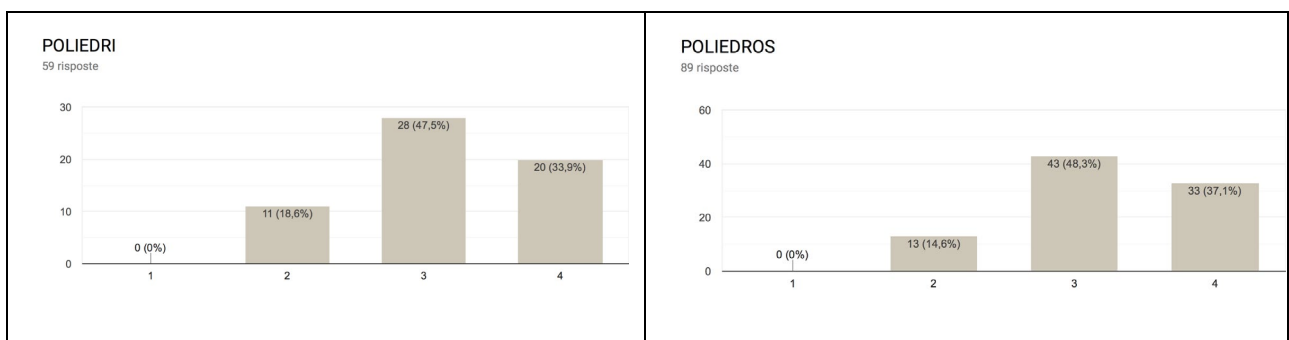 POLIEDRI
59 risposte
30
20
10
0
0 (0%)
11 (18,6%)
28 (47,5%)
20 (33,9%)
1 2 3 4
POLIEDROS
89 risposte
60
40
20
0
0 (0%)
13 (14,6%)
43 (48,3%)
33 (37,1%)
1 2 3 4